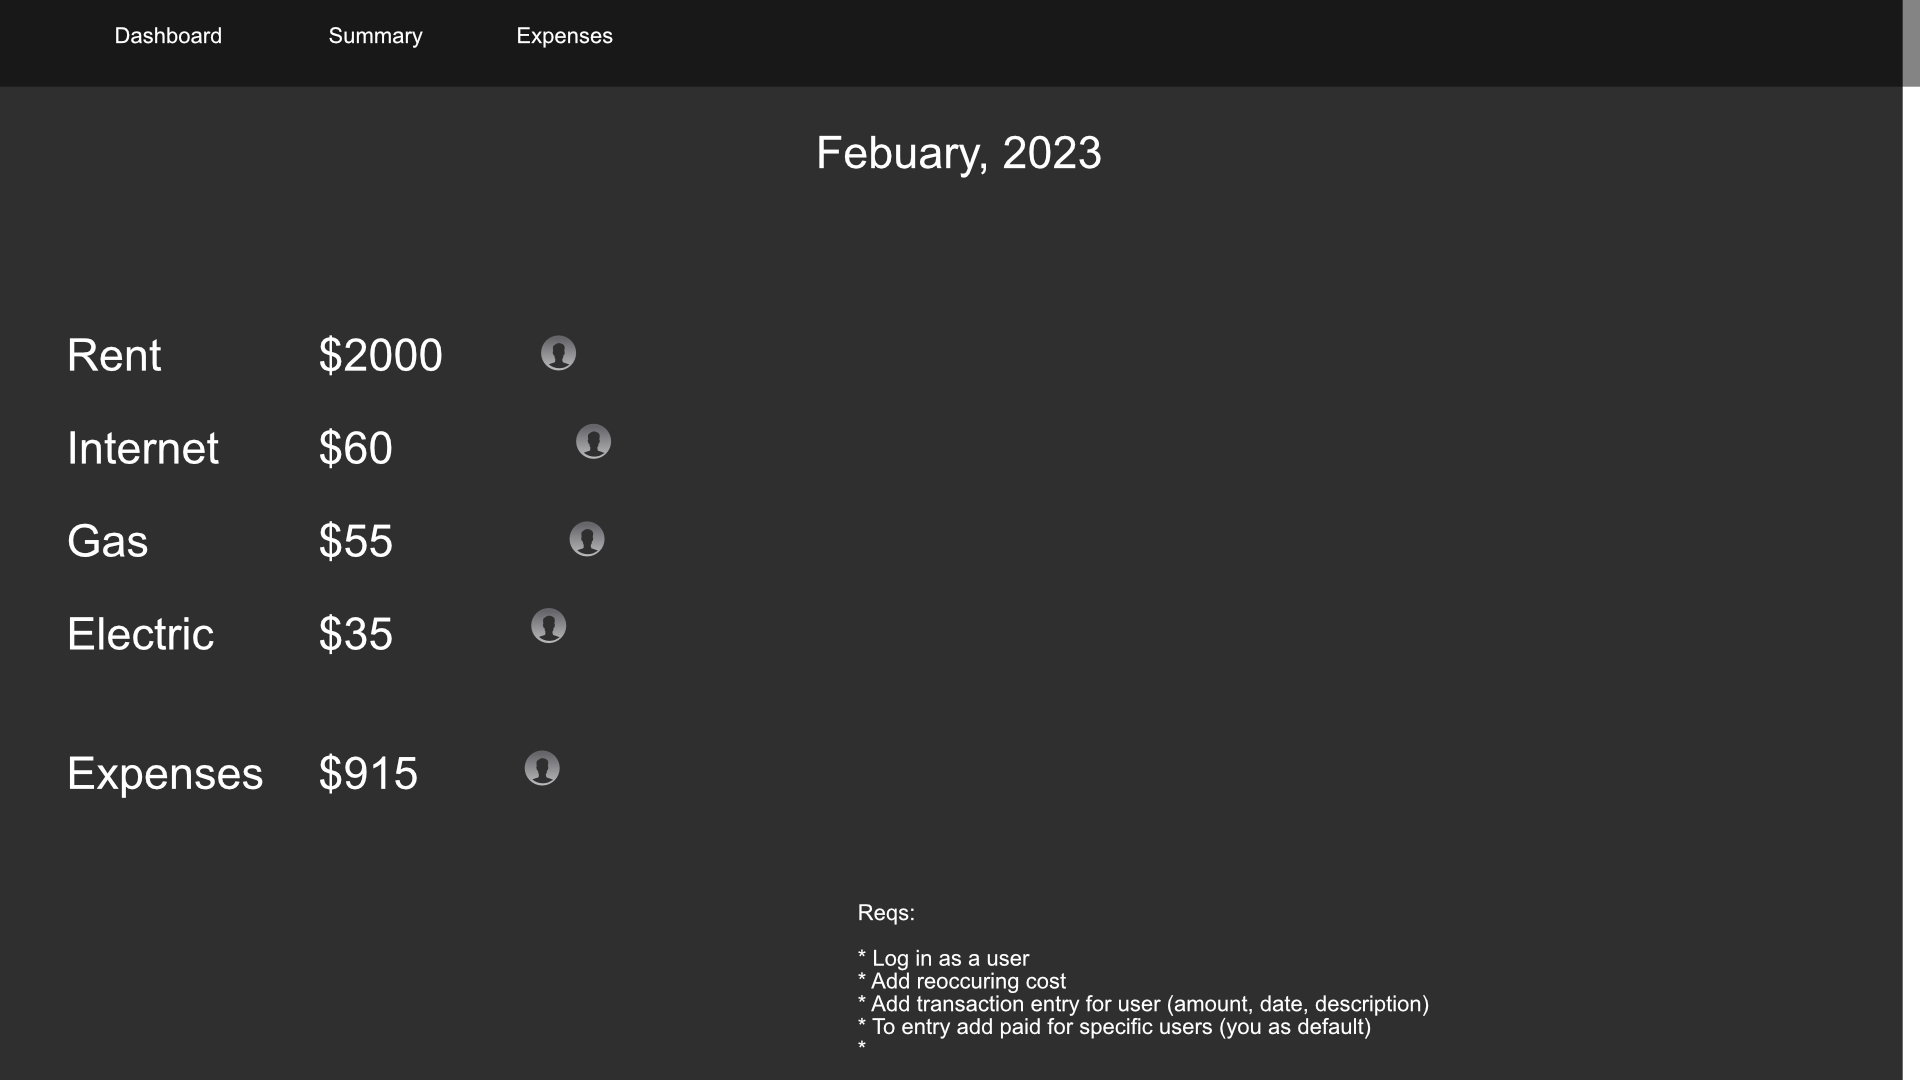 Dashboard Summary Expenses
Febuary, 2023
Rent $2000
Internet $60
Gas $55
Electric $35
Expenses $915
Reqs:
* Log in as a user
* Add reoccuring cost
* Add transaction entry for user (amount, date, description)
* To entry add paid for specific users (you as default)
*